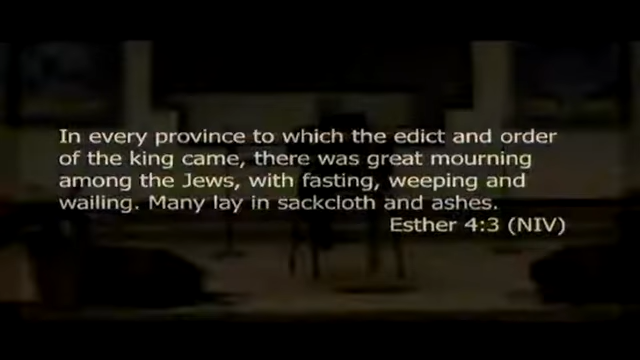 In every province to which the edict and order
of the king came, there was great mourning
among the Jews, with fasting, weeping and
wailing. Many lay in sackcloth and ashes.
Esther 4:3 (NIV)